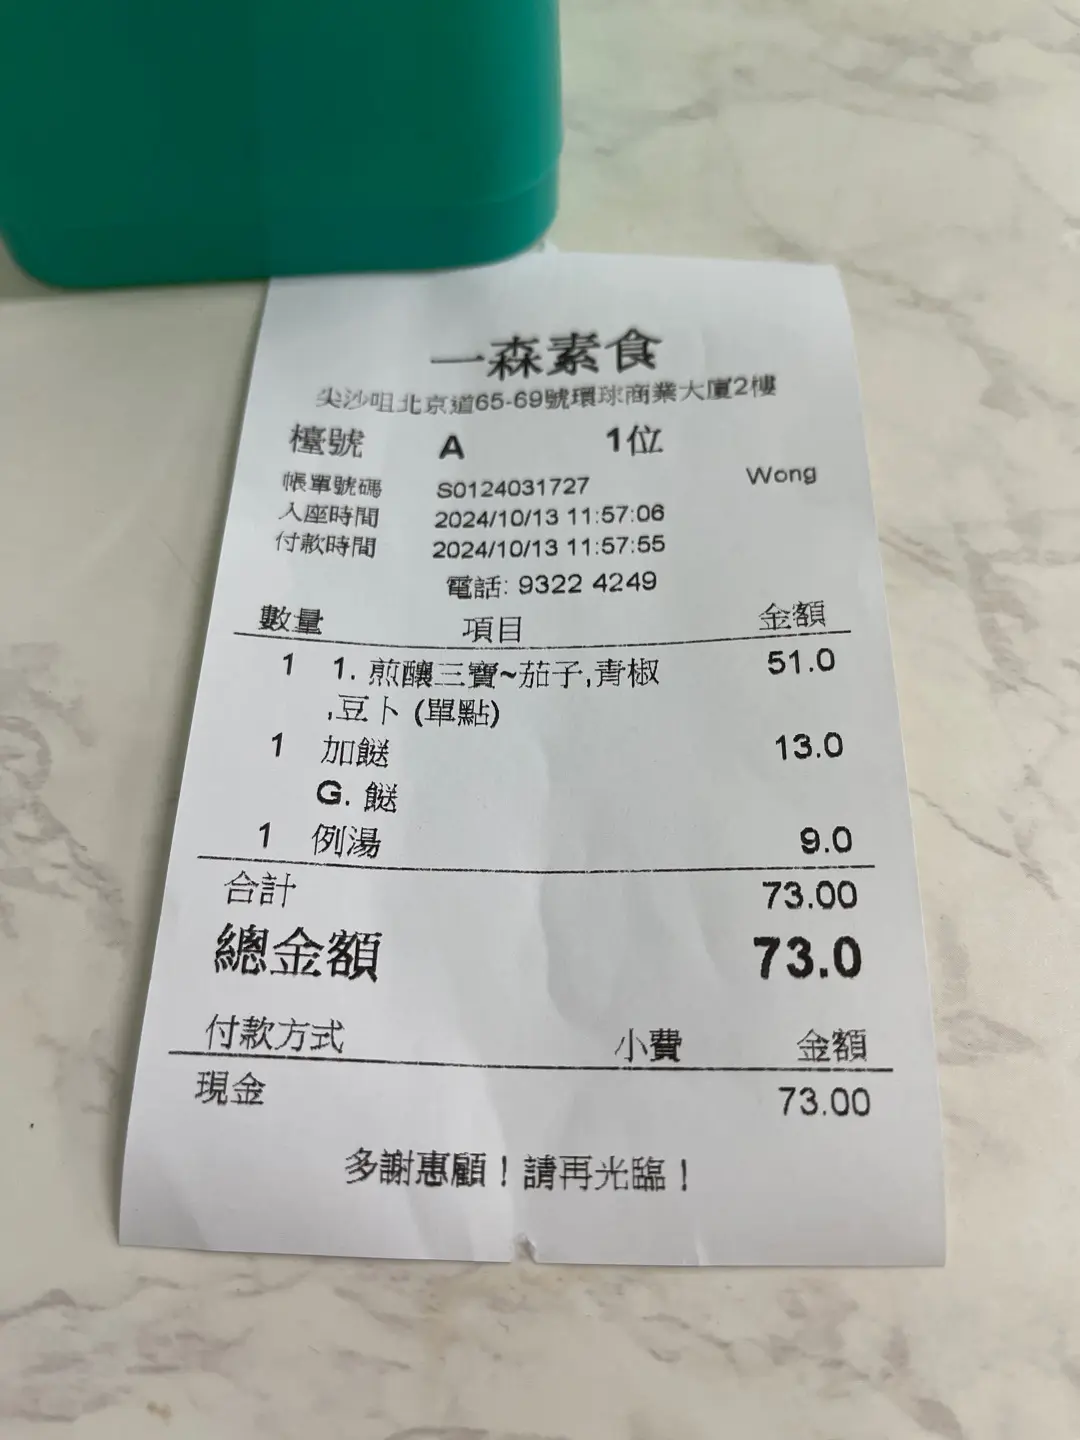 一森素食
尖沙咀北京道65-69號環球商業大廈2樓
檯號 A 1位
帳單號碼 S0124031727 Wong
入座時間 2024/10/13 11:57:06
付款時間 2024/10/13 11:57:55
電話: 9322 4249
數量 項目 金額
1 1. 煎釀三寶~茄子,青椒 51.0
,豆卜 (單點)
1 加餸 13.0
G. 餸
1 例湯 9.0
合計 73.00
總金額 73.0
付款方式 小費 金額
現金 73.00
多謝惠顧！請再光臨！